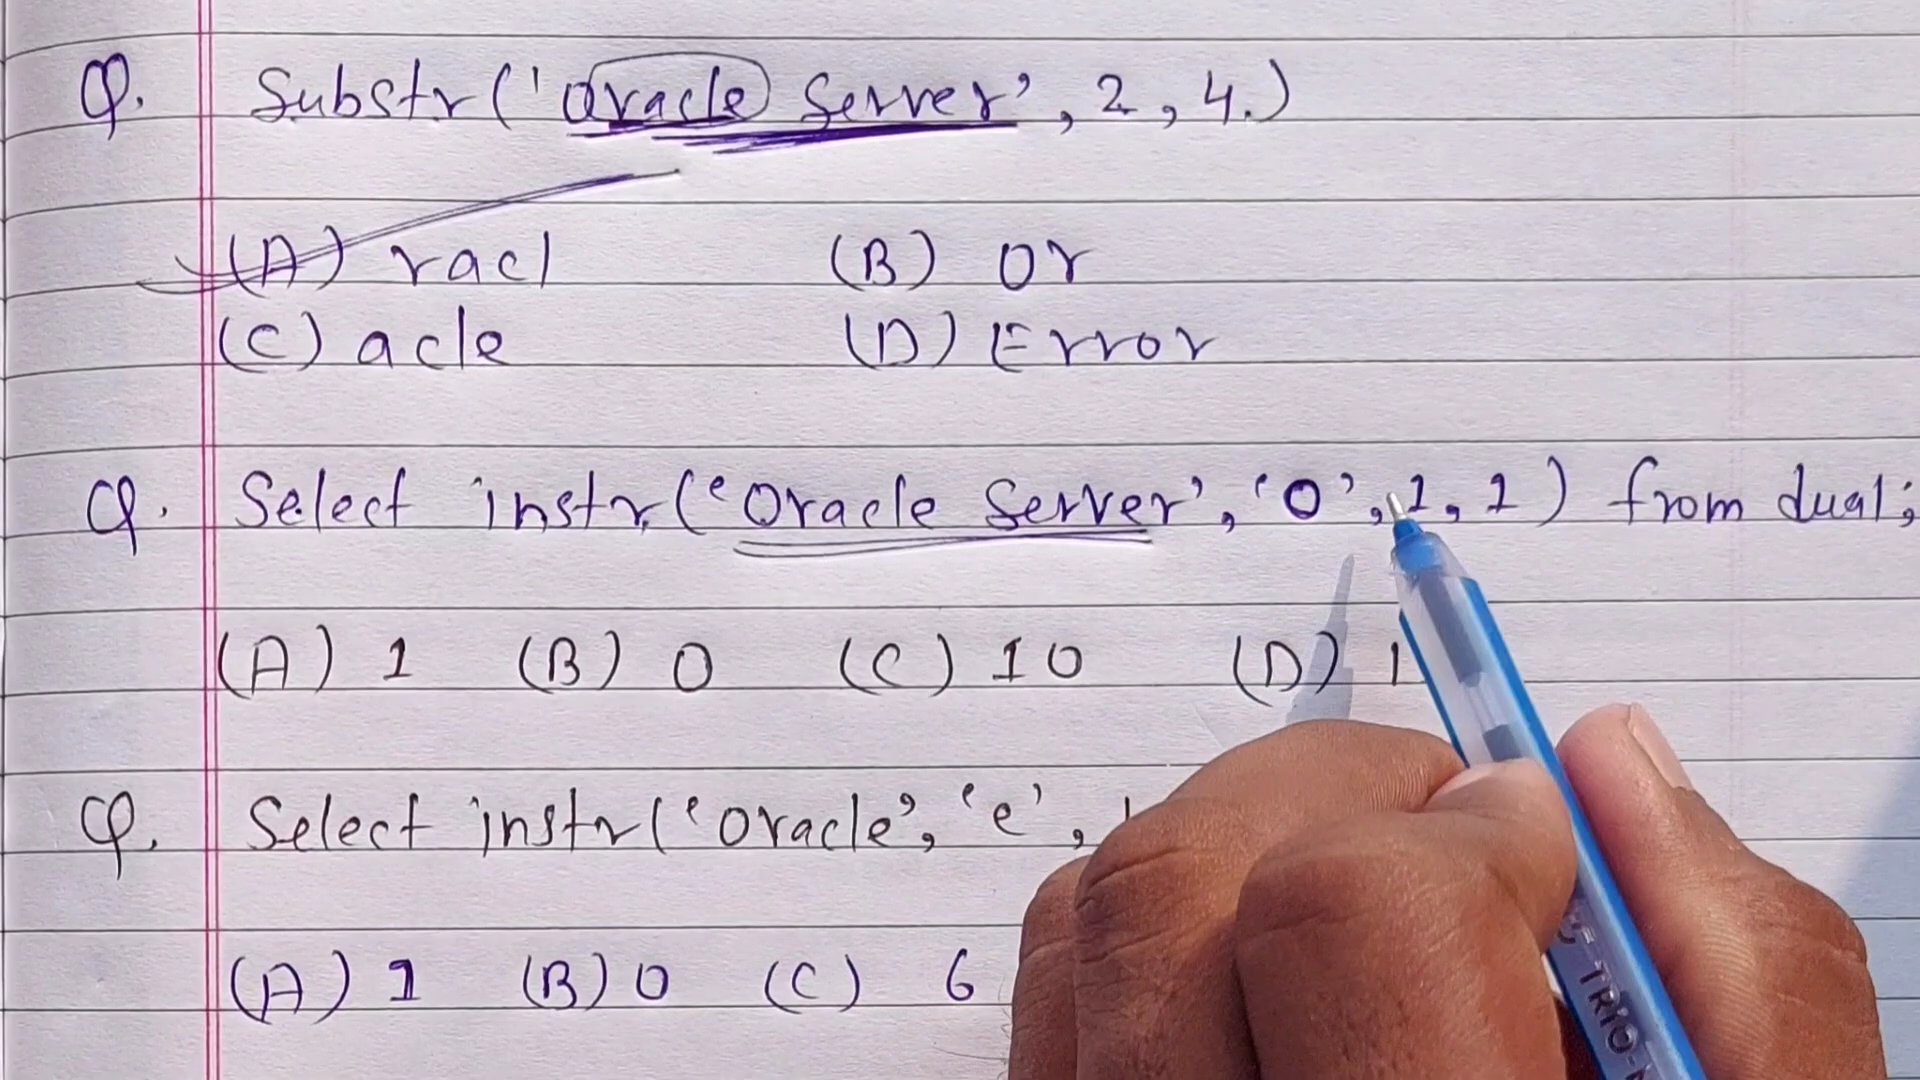 Q. Substr('Oracle Server', 2, 4.)
(A) racl (B) Or
(C) acle (D) Error
Q. Select instr('Oracle Server', 'O', 1, 1) from dual;
(A) 1 (B) 0 (C) 10 (D)
Q. Select instr('Oracle', 'e',
(A) 1 (B) 0 (C) 6
TRIO